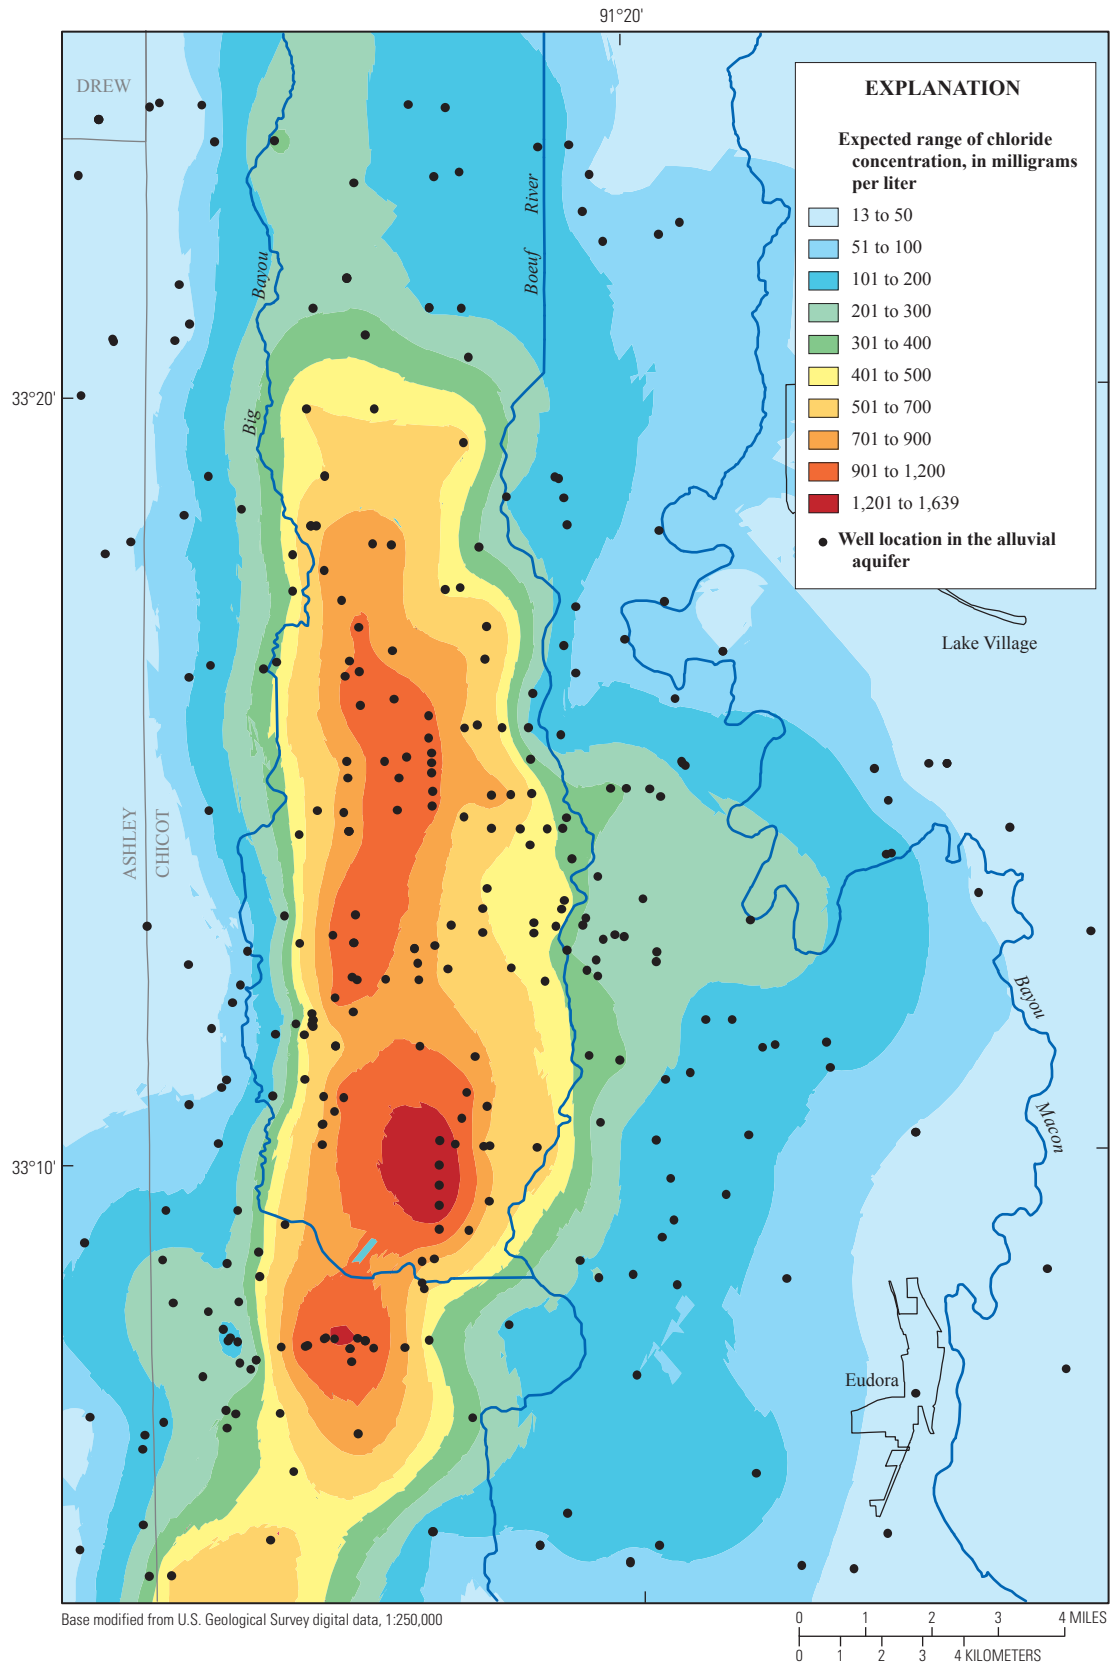 91°20'
DREW
EXPLANATION
Expected range of chloride
concentration, in milligrams
per liter
13 to 50
51 to 100
101 to 200
201 to 300
301 to 400
401 to 500
501 to 700
701 to 900
901 to 1,200
1,201 to 1,639
Well location in the alluvial
aquifer
Boeuf River
Big Bayou
33°20'
Lake Village
ASHLEY
CHICOT
Bayou Macon
33°10'
Eudora
Base modified from U.S. Geological Survey digital data, 1:250,000
0 1 2 3 4 MILES
0 1 2 3 4 KILOMETERS